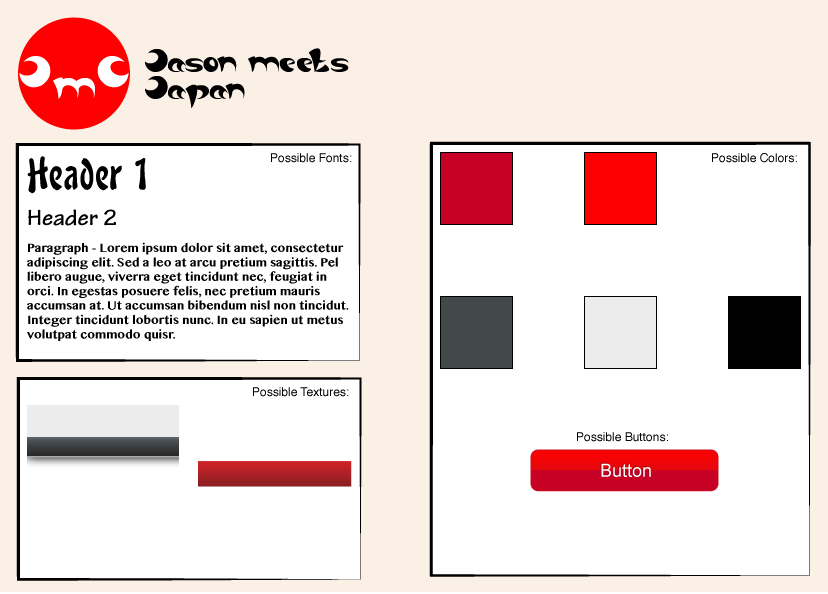 JmC
Jason meets
Japan
Possible Fonts:
Header 1
Header 2
Paragraph - Lorem ipsum dolor sit amet, consectetur
adipiscing elit. Sed a leo at arcu pretium sagittis. Pel
libero augue, viverra eget tincidunt nec, feugiat in
orci. In egestas posuere felis, nec pretium mauris
accumsan at. Ut accumsan bibendum nisl non tincidut.
Integer tincidunt lobortis nunc. In eu sapien ut metus
volutpat commodo quisr.
Possible Textures:
Possible Colors:
Possible Buttons:
Button